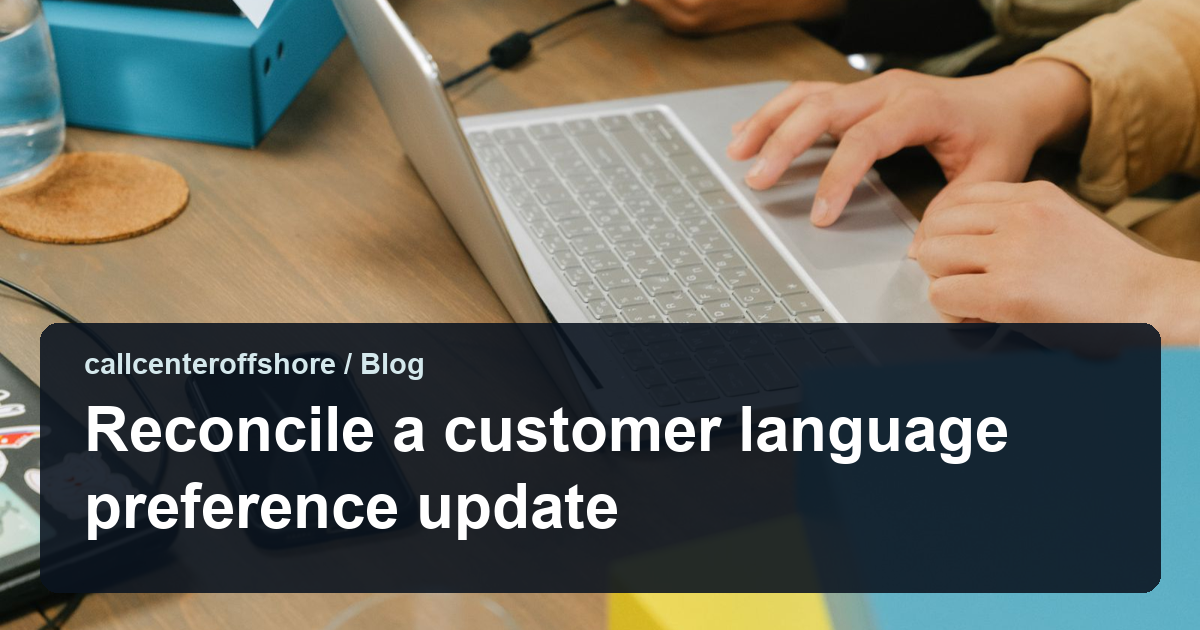 callcenteroffshore / Blog
Reconcile a customer language
preference update